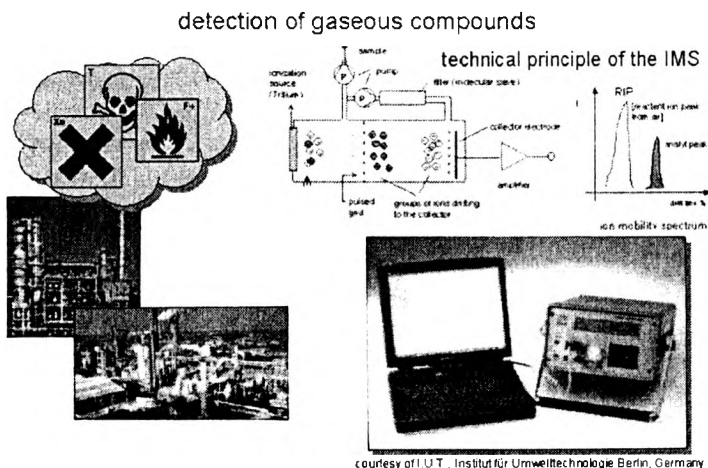 detection of gaseous compounds
technical principle of the IMS
sample
pump
P
P
ionization
source
(Tritium)
filter (molecular sieve)
collector
electrode
amplifier
pulsed
grid
groups of ions drifting
to the collector
RIP
[reactant ion peak
from air]
analyt peak
ion mobility spectrum
T
F+
Xn
courtesy of I.U.T., Institut für Umwelttechnologie Berlin, Germany